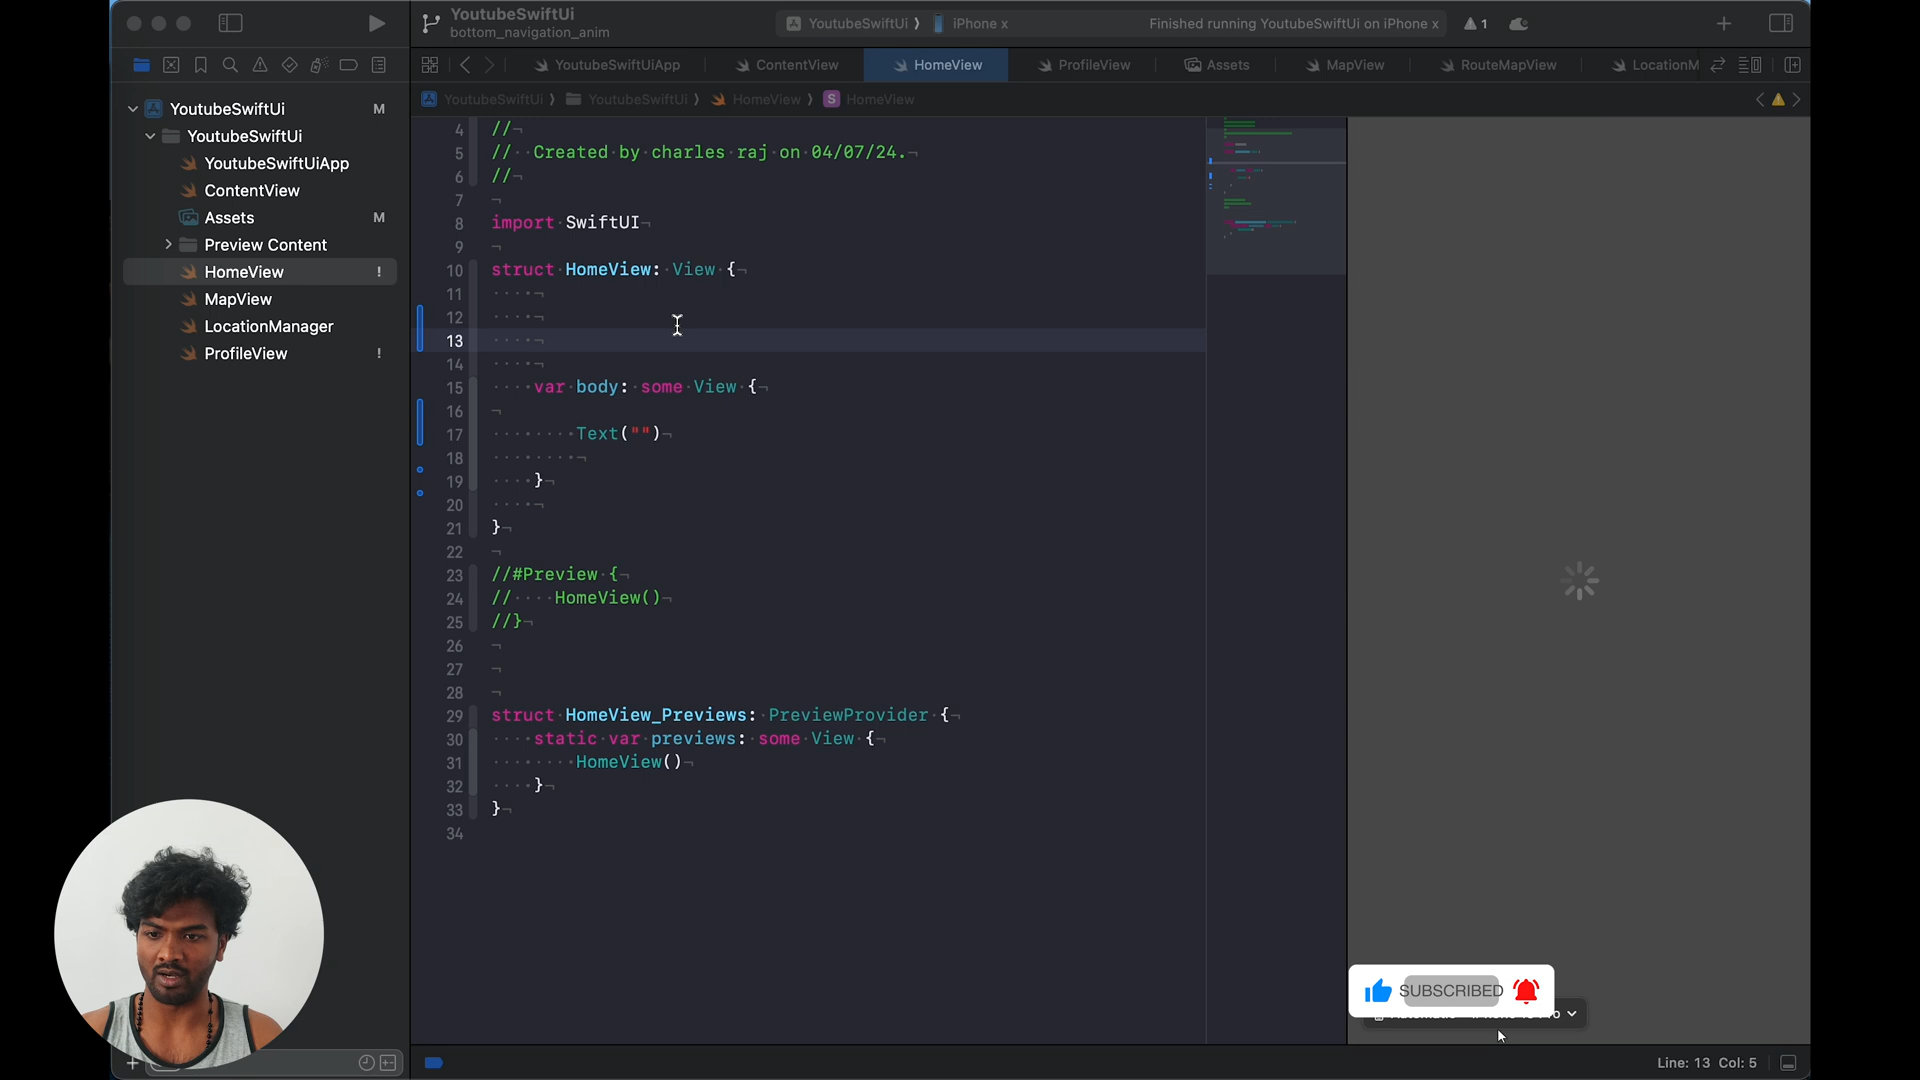 YoutubeSwiftUi
bottom_navigation_anim
YoutubeSwiftUi ⟩ iPhone x
Finished running YoutubeSwiftUi on iPhone x
1
YoutubeSwiftUiApp
ContentView
HomeView
ProfileView
Assets
MapView
RouteMapView
LocationM
YoutubeSwiftUi ⟩ YoutubeSwiftUi ⟩ HomeView ⟩ S HomeView
YoutubeSwiftUi M
YoutubeSwiftUi
YoutubeSwiftUiApp
ContentView
Assets M
Preview Content
HomeView !
MapView
LocationManager
ProfileView !
4 //
5 // Created by charles raj on 04/07/24.
6 //
7
8 import SwiftUI
9
10 struct HomeView: View {
11
12
13
14
15 var body: some View {
16
17 Text("")
18
19 }
20
21 }
22
23 //#Preview {
24 // HomeView()
25 //}
26
27
28
29 struct HomeView_Previews: PreviewProvider {
30 static var previews: some View {
31 HomeView()
32 }
33 }
34
SUBSCRIBED
Line: 13 Col: 5